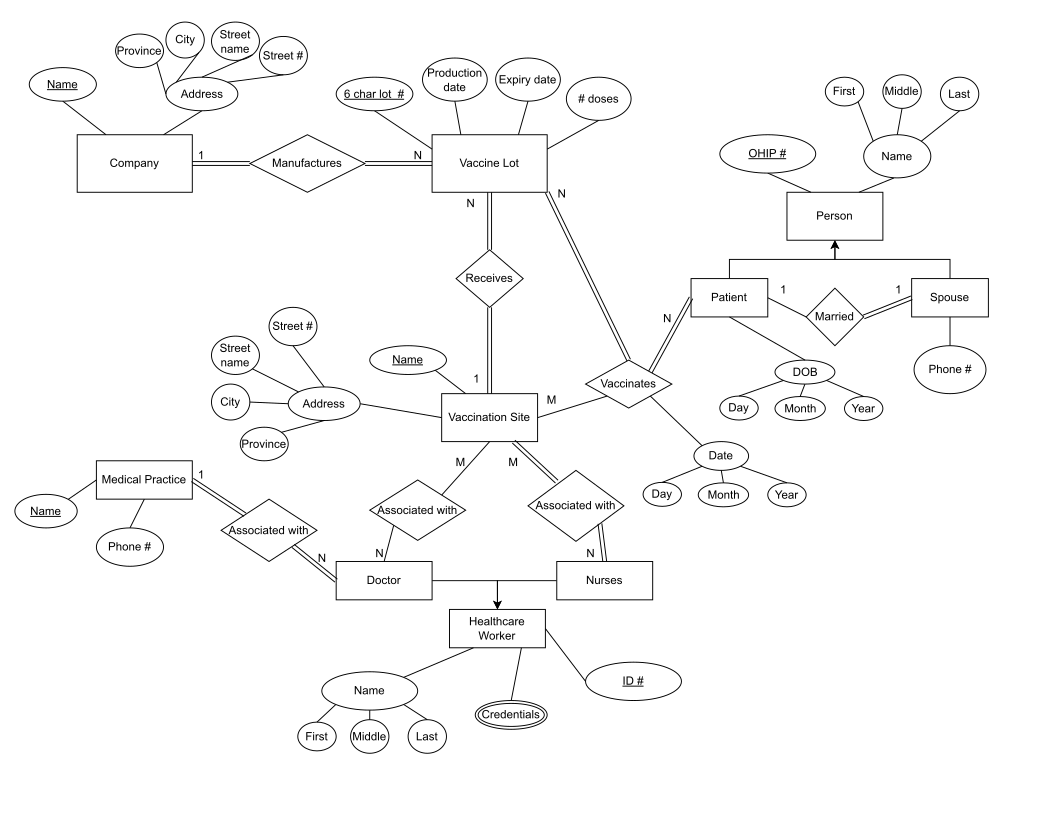 Province
City
Street
name
Street #
Name
Address
Company
1
Manufactures
N
6 char lot  #
Production
date
Expiry date
# doses
Vaccine Lot
N
N
Receives
First
Middle
Last
OHIP #
Name
Person
Patient
1
Married
1
Spouse
N
Phone #
DOB
Day
Month
Year
Street #
Street
name
City
Address
Province
Name
1
Vaccination Site
M
Vaccinates
Date
Day
Month
Year
M
M
Medical Practice
1
Name
Phone #
Associated with
Associated with
Associated with
N
N
N
Doctor
Nurses
Healthcare
Worker
Name
First
Middle
Last
Credentials
ID #